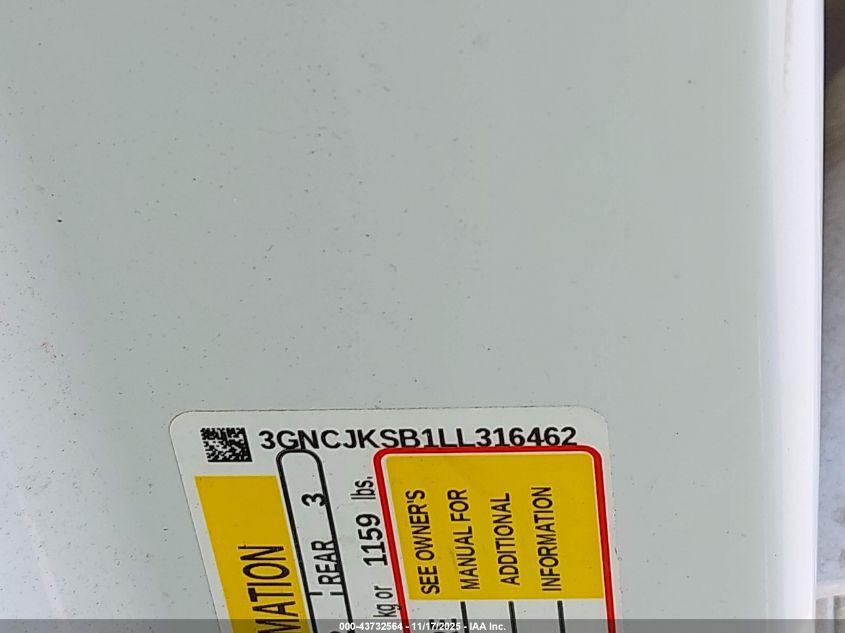 3GNCJKSB1LL316462
REAR 3
kg or 1159 lbs.
SEE OWNER'S
MANUAL FOR
ADDITIONAL
INFORMATION
000-43732564 - 11/17/2025 - IAA Inc.